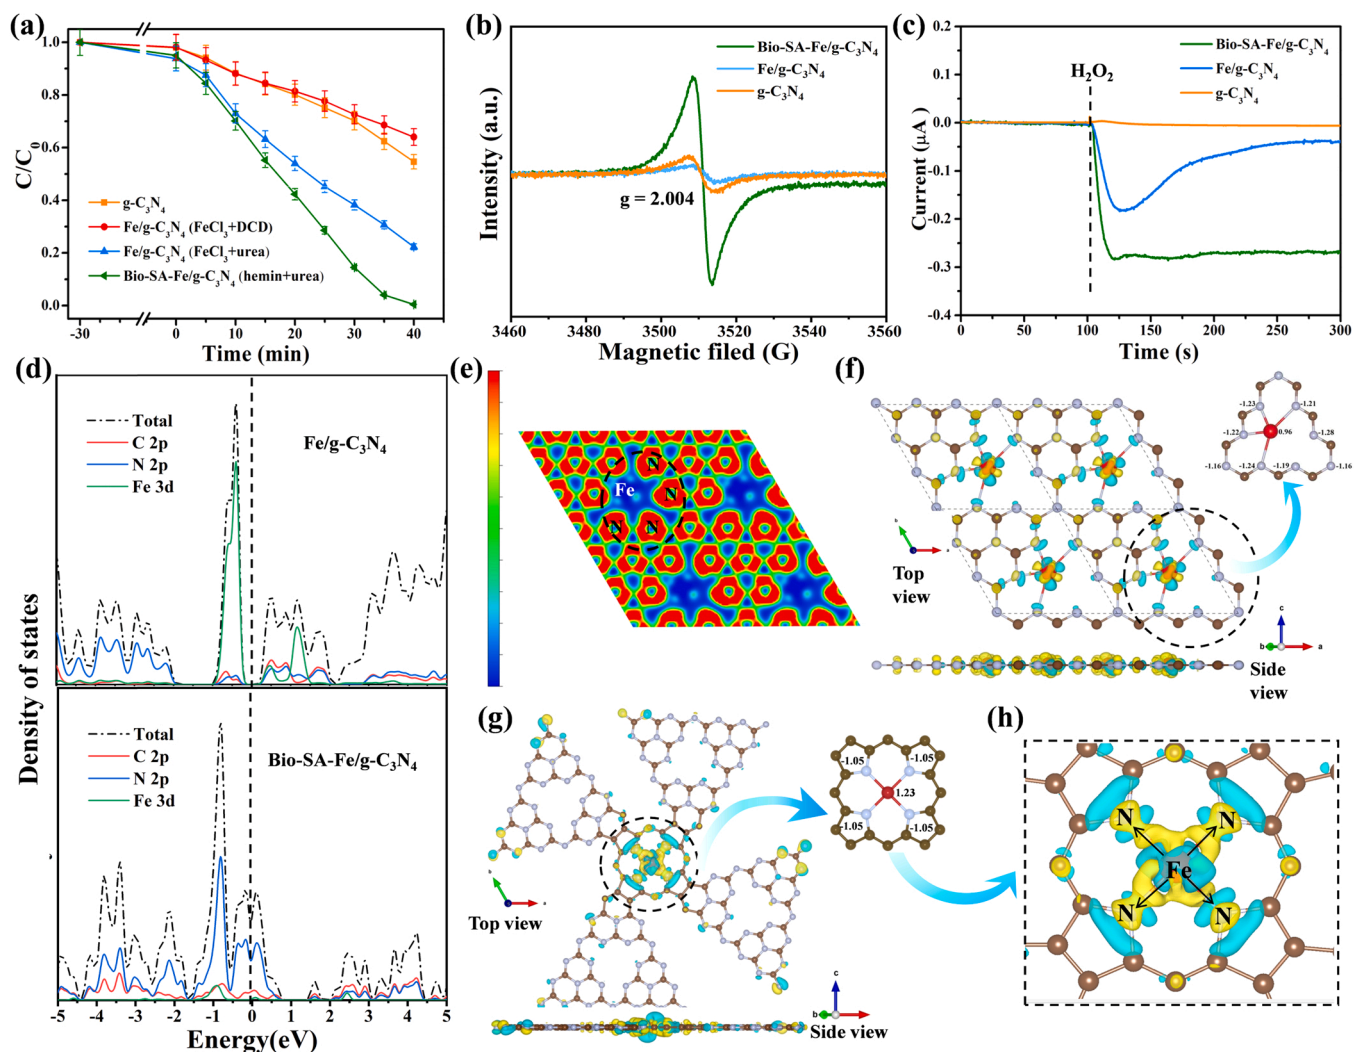 (a)
C/C0
1.0
0.8
0.6
0.4
0.2
0.0
g-C3N4
Fe/g-C3N4 (FeCl3+DCD)
Fe/g-C3N4 (FeCl3+urea)
Bio-SA-Fe/g-C3N4 (hemin+urea)
-30 0 10 20 30 40
Time (min)
(b)
Intensity (a.u.)
Bio-SA-Fe/g-C3N4
Fe/g-C3N4
g-C3N4
g = 2.004
3460 3480 3500 3520 3540 3560
Magnetic filed (G)
(c)
Current (μA)
0.2
0.1
0.0
-0.1
-0.2
-0.3
-0.4
Bio-SA-Fe/g-C3N4
Fe/g-C3N4
g-C3N4
H2O2
0 50 100 150 200 250 300
Time (s)
(d)
Density of states
Total
C 2p
N 2p
Fe 3d
Fe/g-C3N4
Total
C 2p
N 2p
Fe 3d
Bio-SA-Fe/g-C3N4
-5 -4 -3 -2 -1 0 1 2 3 4 5
Energy(eV)
(e)
N
Fe
N
N
N
(f)
-1.23
-1.21
-1.22
0.96
-1.28
-1.16
-1.24
-1.19
-1.16
b
a
Top
view
c
b
a
Side
view
(g)
b
a
Top view
-1.05
-1.05
1.23
-1.05
-1.05
c
b
a
Side view
(h)
N
N
Fe
N
N